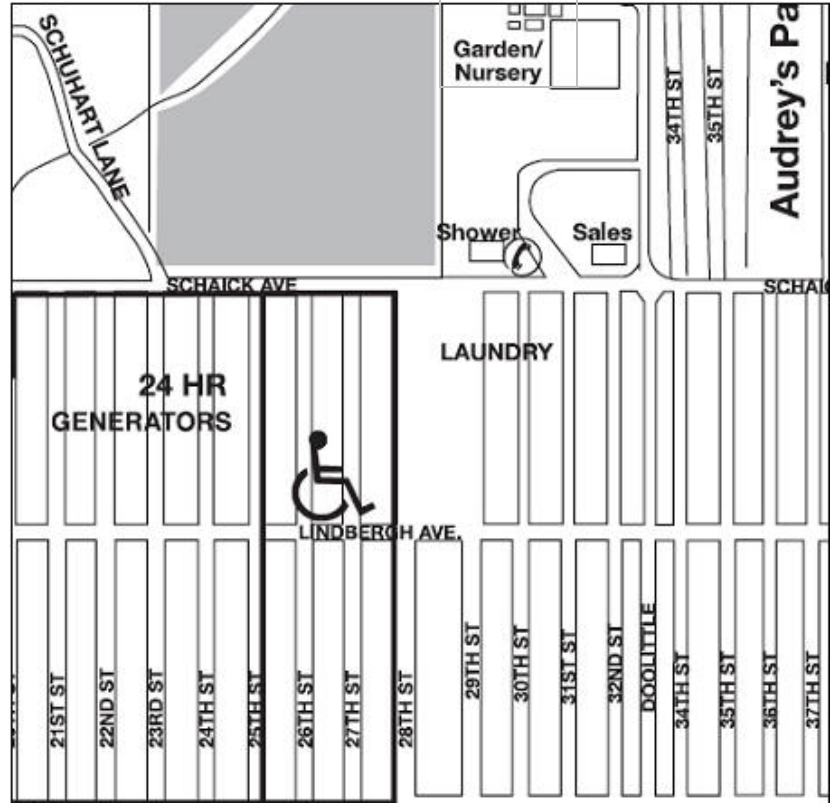 SCHUHART LANE
Garden/
Nursery
34TH ST
35TH ST
Audrey's Pa
Shower
Sales
SCHAICK AVE
SCHAIC
24 HR
GENERATORS
LAUNDRY
LINDBERGH AVE.
21ST ST
22ND ST
23RD ST
24TH ST
25TH ST
26TH ST
27TH ST
28TH ST
29TH ST
30TH ST
31ST ST
32ND ST
DOOLITTLE
34TH ST
35TH ST
36TH ST
37TH ST